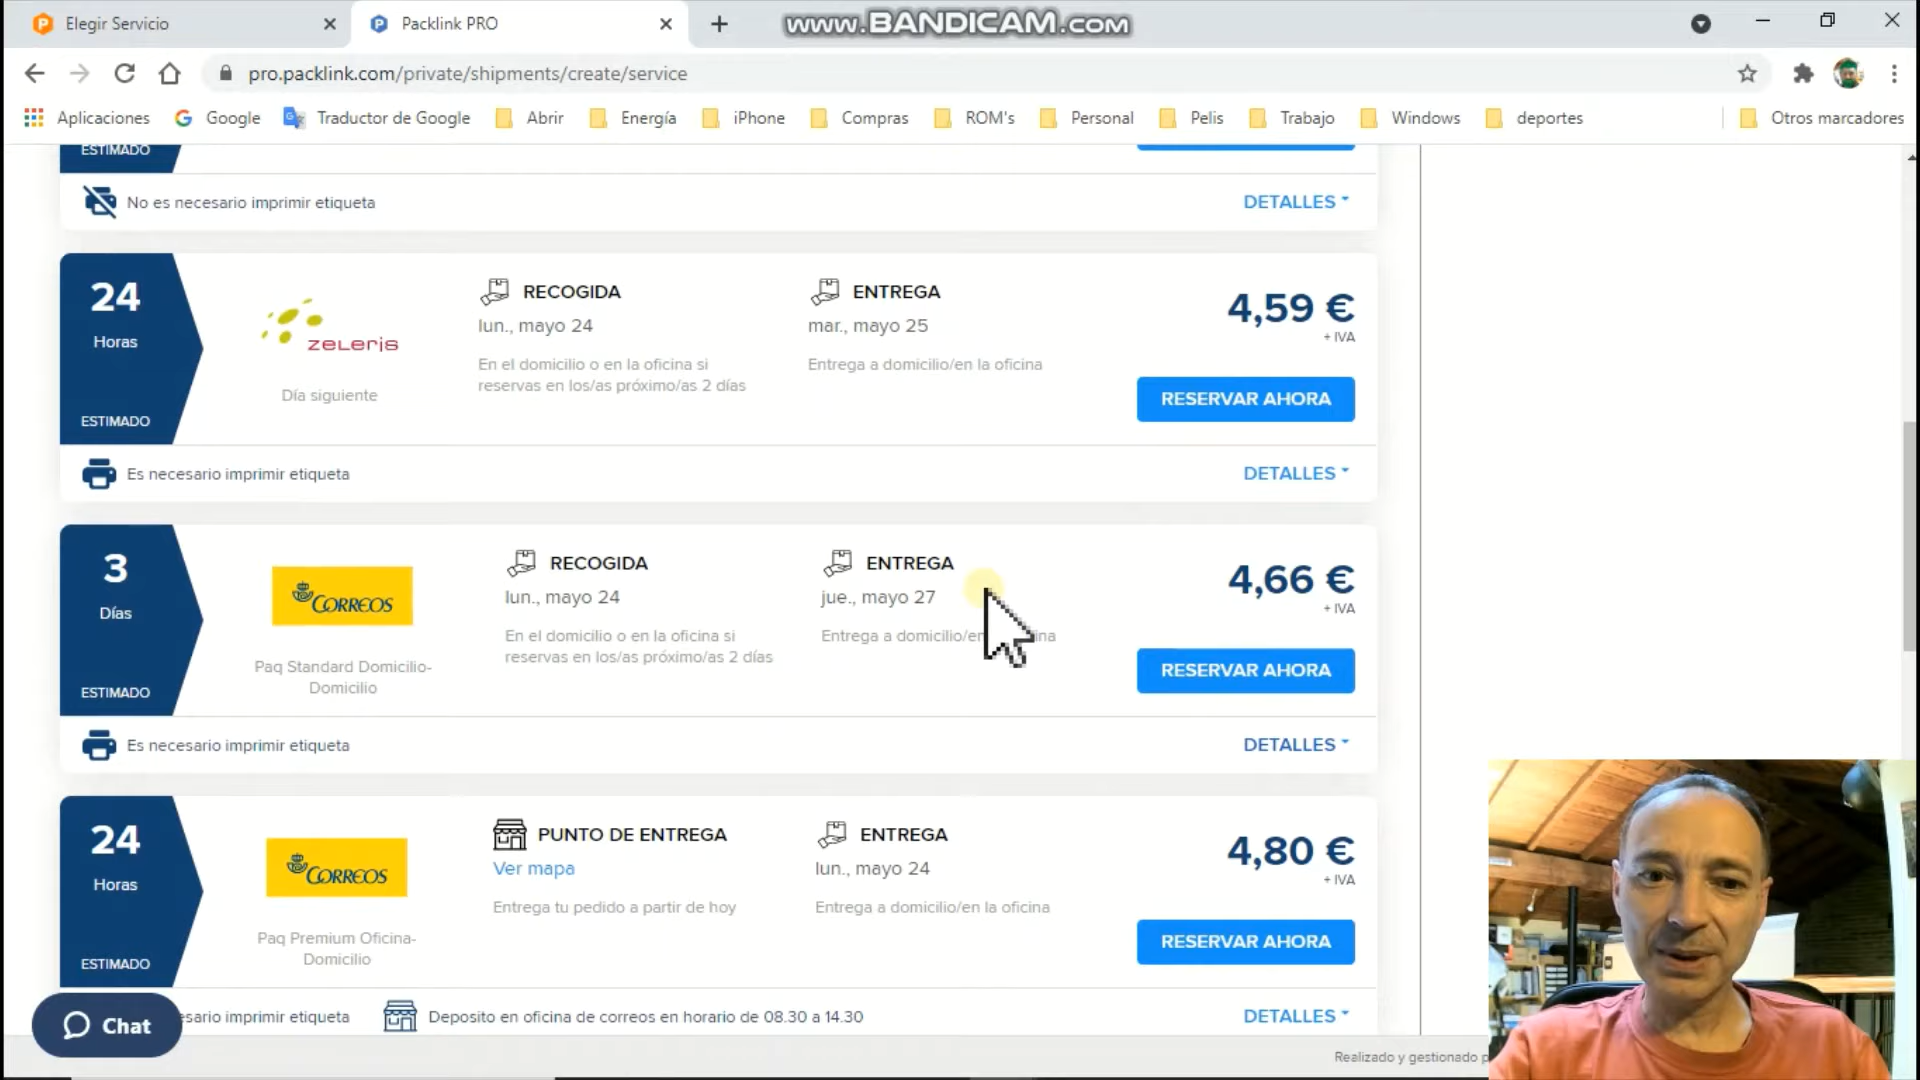 Elegir Servicio
Packlink PRO
www.BANDICAM.com
pro.packlink.com/private/shipments/create/service
Aplicaciones
Google
Traductor de Google
Abrir
Energía
iPhone
Compras
ROM's
Personal
Pelis
Trabajo
Windows
deportes
Otros marcadores
ESTIMADO
No es necesario imprimir etiqueta
DETALLES
24
Horas
ESTIMADO
zeleris
Día siguiente
RECOGIDA
lun., mayo 24
En el domicilio o en la oficina si
reservas en los/as próximo/as 2 días
ENTREGA
mar., mayo 25
Entrega a domicilio/en la oficina
4,59 €
+ IVA
RESERVAR AHORA
Es necesario imprimir etiqueta
DETALLES
3
Días
ESTIMADO
CORREOS
Paq Standard Domicilio-
Domicilio
RECOGIDA
lun., mayo 24
En el domicilio o en la oficina si
reservas en los/as próximo/as 2 días
ENTREGA
jue., mayo 27
Entrega a domicilio/en
4,66 €
+ IVA
RESERVAR AHORA
Es necesario imprimir etiqueta
DETALLES
24
Horas
ESTIMADO
CORREOS
Paq Premium Oficina-
Domicilio
PUNTO DE ENTREGA
Ver mapa
Entrega tu pedido a partir de hoy
ENTREGA
lun., mayo 24
Entrega a domicilio/en la oficina
4,80 €
+ IVA
RESERVAR AHORA
Chat
esario imprimir etiqueta
Deposito en oficina de correos en horario de 08.30 a 14.30
DETALLES
Realizado y gestionado p